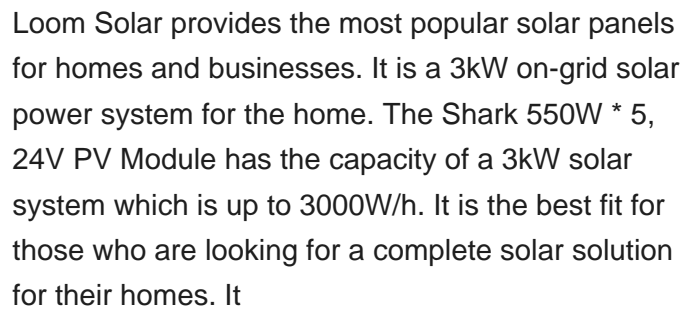 Loom Solar provides the most popular solar panels
for homes and businesses. It is a 3kW on-grid solar
power system for the home. The Shark 550W * 5,
24V PV Module has the capacity of a 3kW solar
system which is up to 3000W/h. It is the best fit for
those who are looking for a complete solar solution
for their homes. It